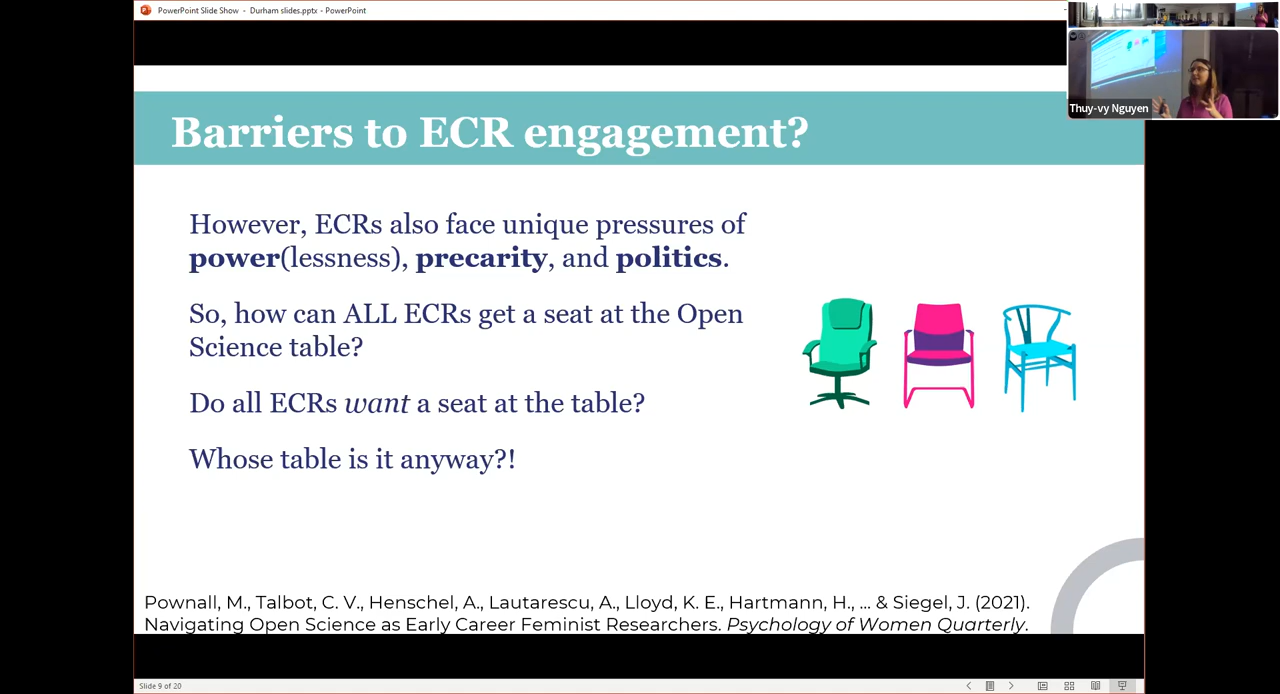 PowerPoint Slide Show - Durham slides.pptx - PowerPoint
Thuy-vy Nguyen
Barriers to ECR engagement?
However, ECRs also face unique pressures of
power(lessness), precarity, and politics.
So, how can ALL ECRs get a seat at the Open
Science table?
Do all ECRs want a seat at the table?
Whose table is it anyway?!
Pownall, M., Talbot, C. V., Henschel, A., Lautarescu, A., Lloyd, K. E., Hartmann, H., ... & Siegel, J. (2021).
Navigating Open Science as Early Career Feminist Researchers. Psychology of Women Quarterly.
Slide 9 of 20